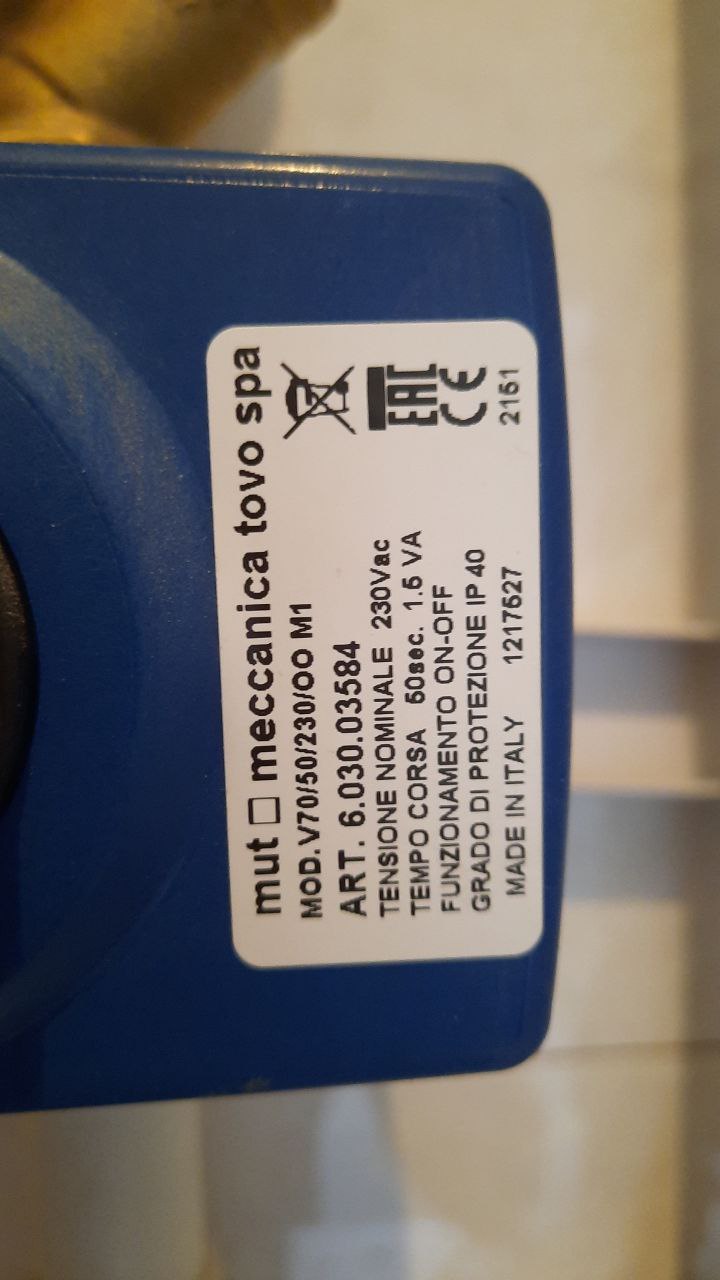 mut □ meccanica tovo spa
MOD. V70/50/230/OO M1
ART. 6.030.03584
TENSIONE NOMINALE 230Vac
TEMPO CORSA 50sec. 1.5 VA
FUNZIONAMENTO ON-OFF
GRADO DI PROTEZIONE IP 40
MADE IN ITALY 1217527
EAC
CE
2151